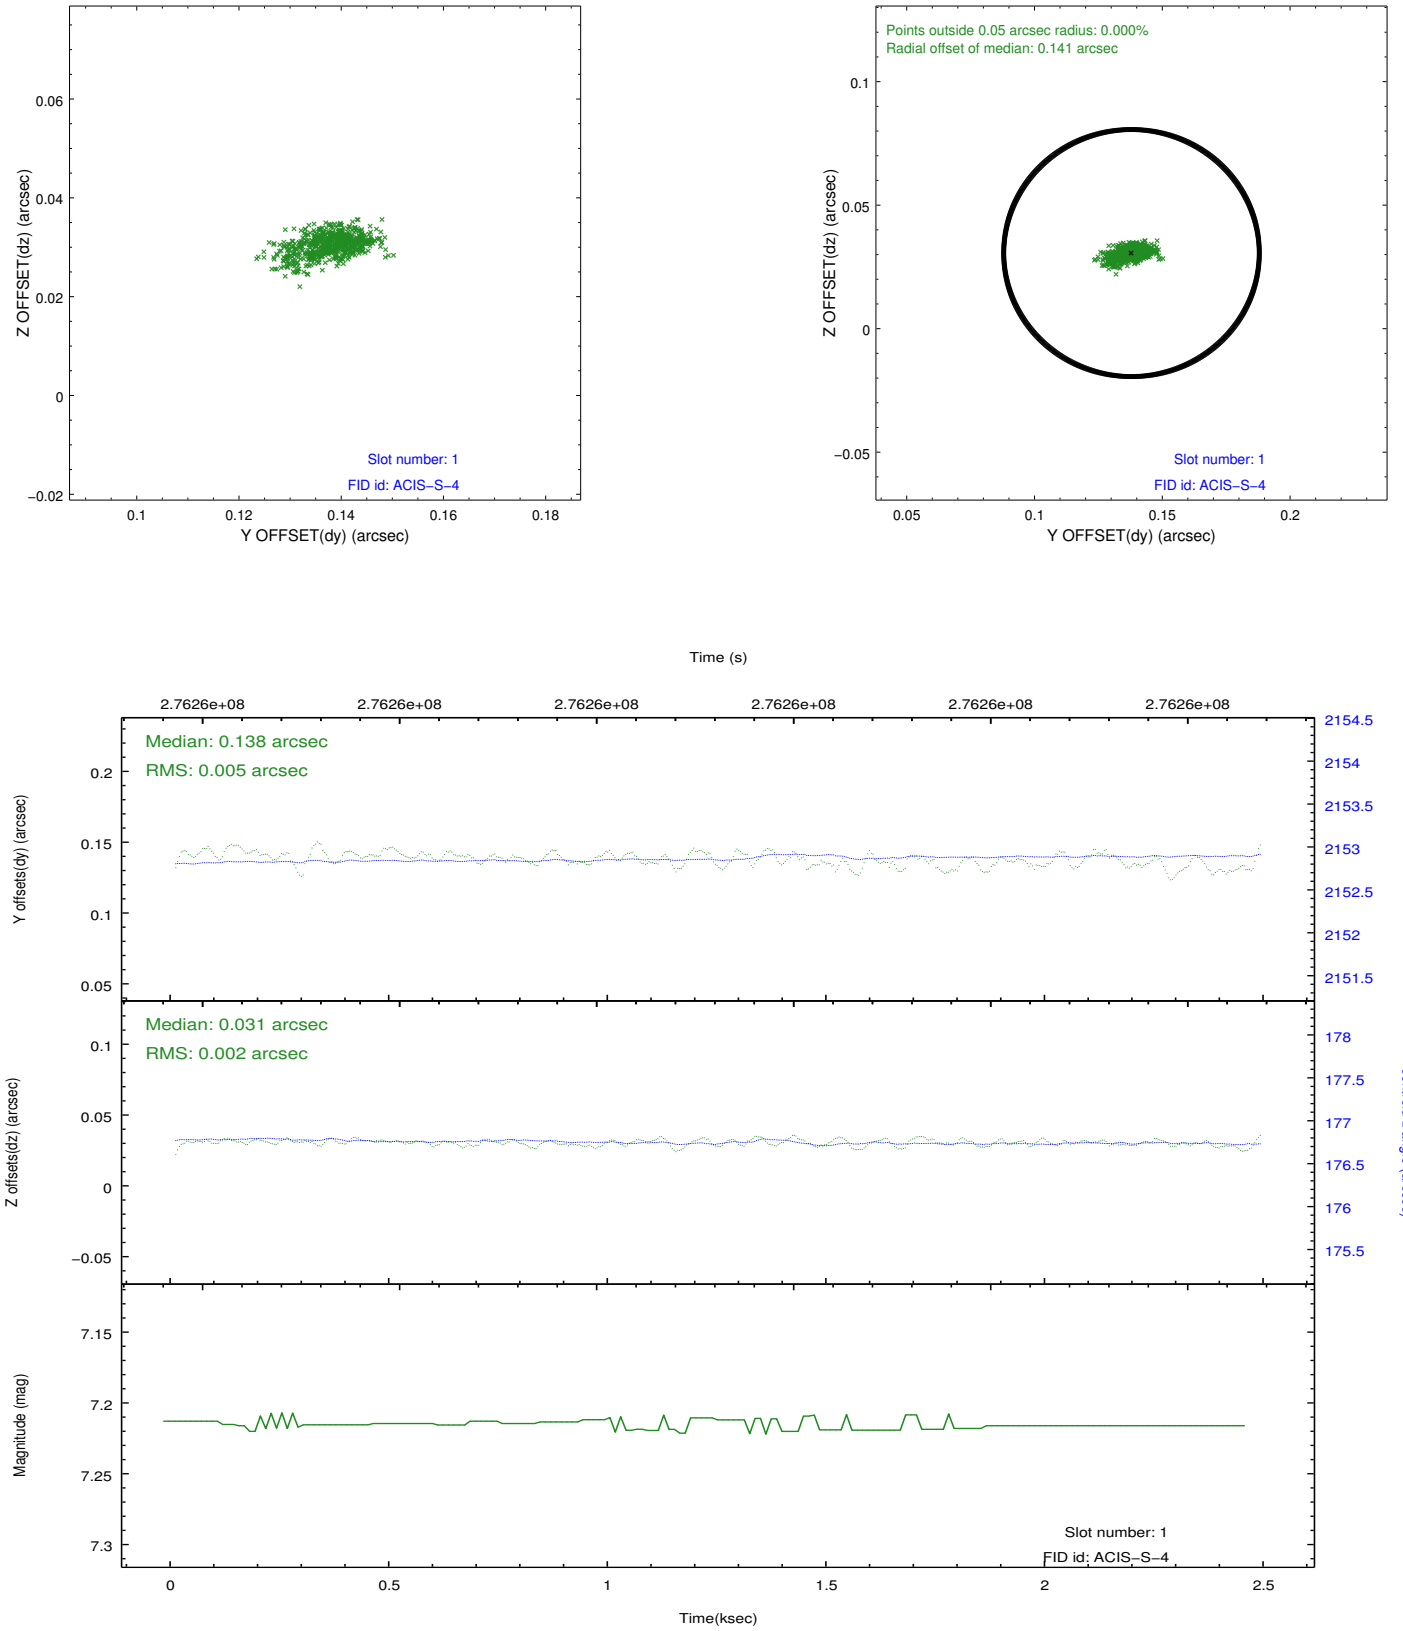 0.06
0.04
0.02
0
−0.02
Z OFFSET(dz) (arcsec)
Slot number: 1
FID id: ACIS−S−4
0.1
0.12
0.14
0.16
0.18
Y OFFSET(dy) (arcsec)
Points outside 0.05 arcsec radius: 0.000%
Radial offset of median: 0.141 arcsec
0.1
0.05
0
−0.05
Z OFFSET(dz) (arcsec)
Slot number: 1
FID id: ACIS−S−4
0.05
0.1
0.15
0.2
Y OFFSET(dy) (arcsec)
Time (s)
2.7626e+08
2.7626e+08
2.7626e+08
2.7626e+08
2.7626e+08
2.7626e+08
Median: 0.138 arcsec
RMS: 0.005 arcsec
0.2
0.15
0.1
0.05
Y offsets(dy) (arcsec)
2154.5
2154
2153.5
2153
2152.5
2152
2151.5
Median: 0.031 arcsec
RMS: 0.002 arcsec
0.1
0.05
0
−0.05
Z offsets(dz) (arcsec)
178
177.5
177
176.5
176
175.5
7.15
7.2
7.25
7.3
Magnitude (mag)
Slot number: 1
FID id: ACIS−S−4
0
0.5
1
1.5
2
2.5
Time(ksec)